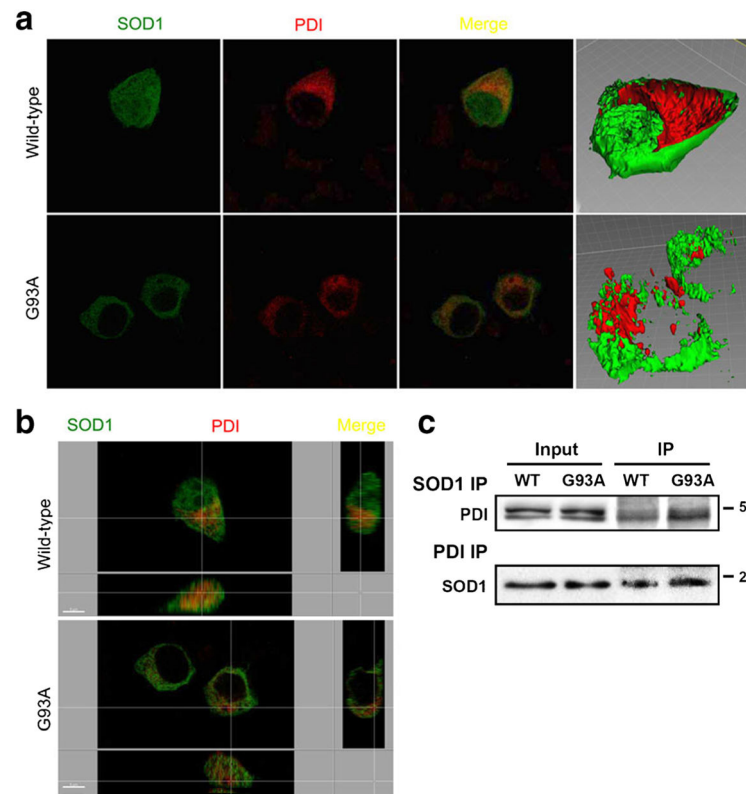 a
SOD1 PDI Merge
Wild-type
G93A
b
SOD1 PDI Merge
Wild-type
G93A
c
Input IP
WT G93A WT G93A
SOD1 IP
PDI
5
PDI IP
2
SOD1